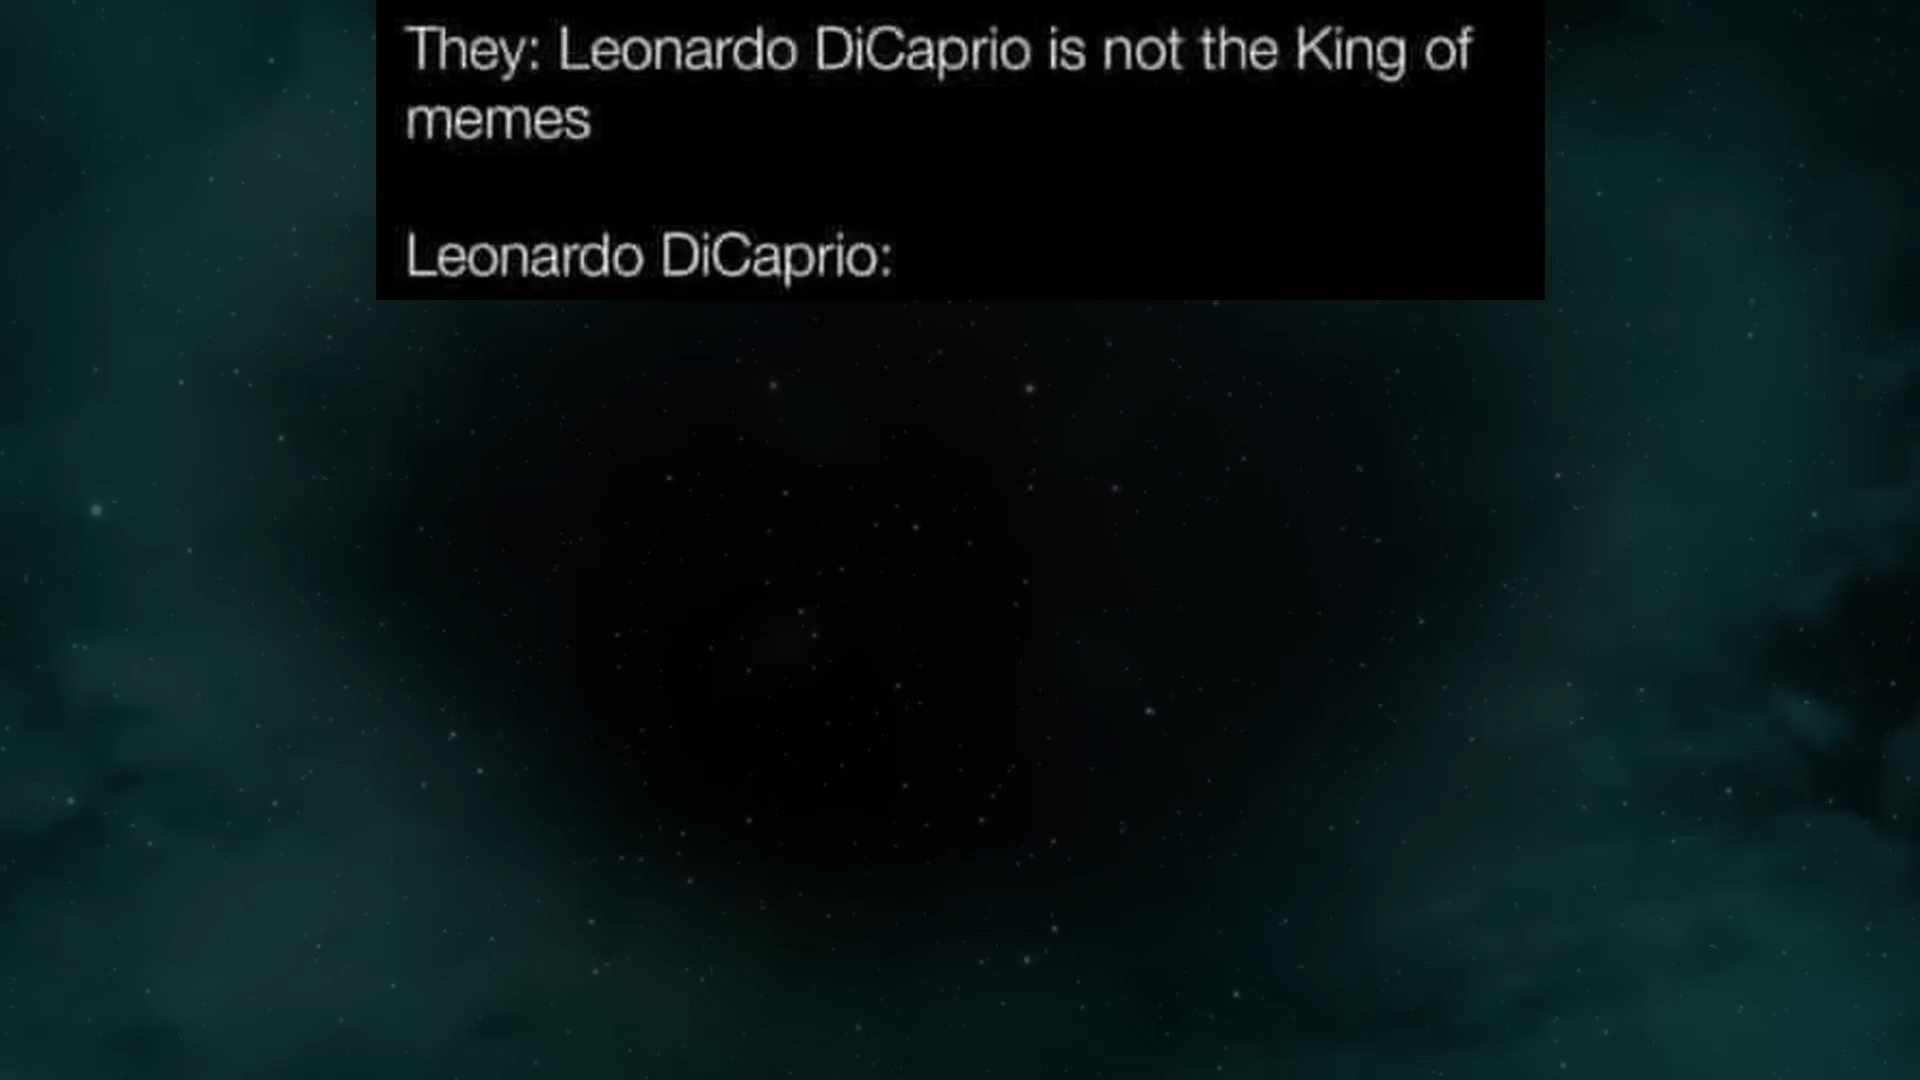 They: Leonardo DiCaprio is not the King of
memes
Leonardo DiCaprio: